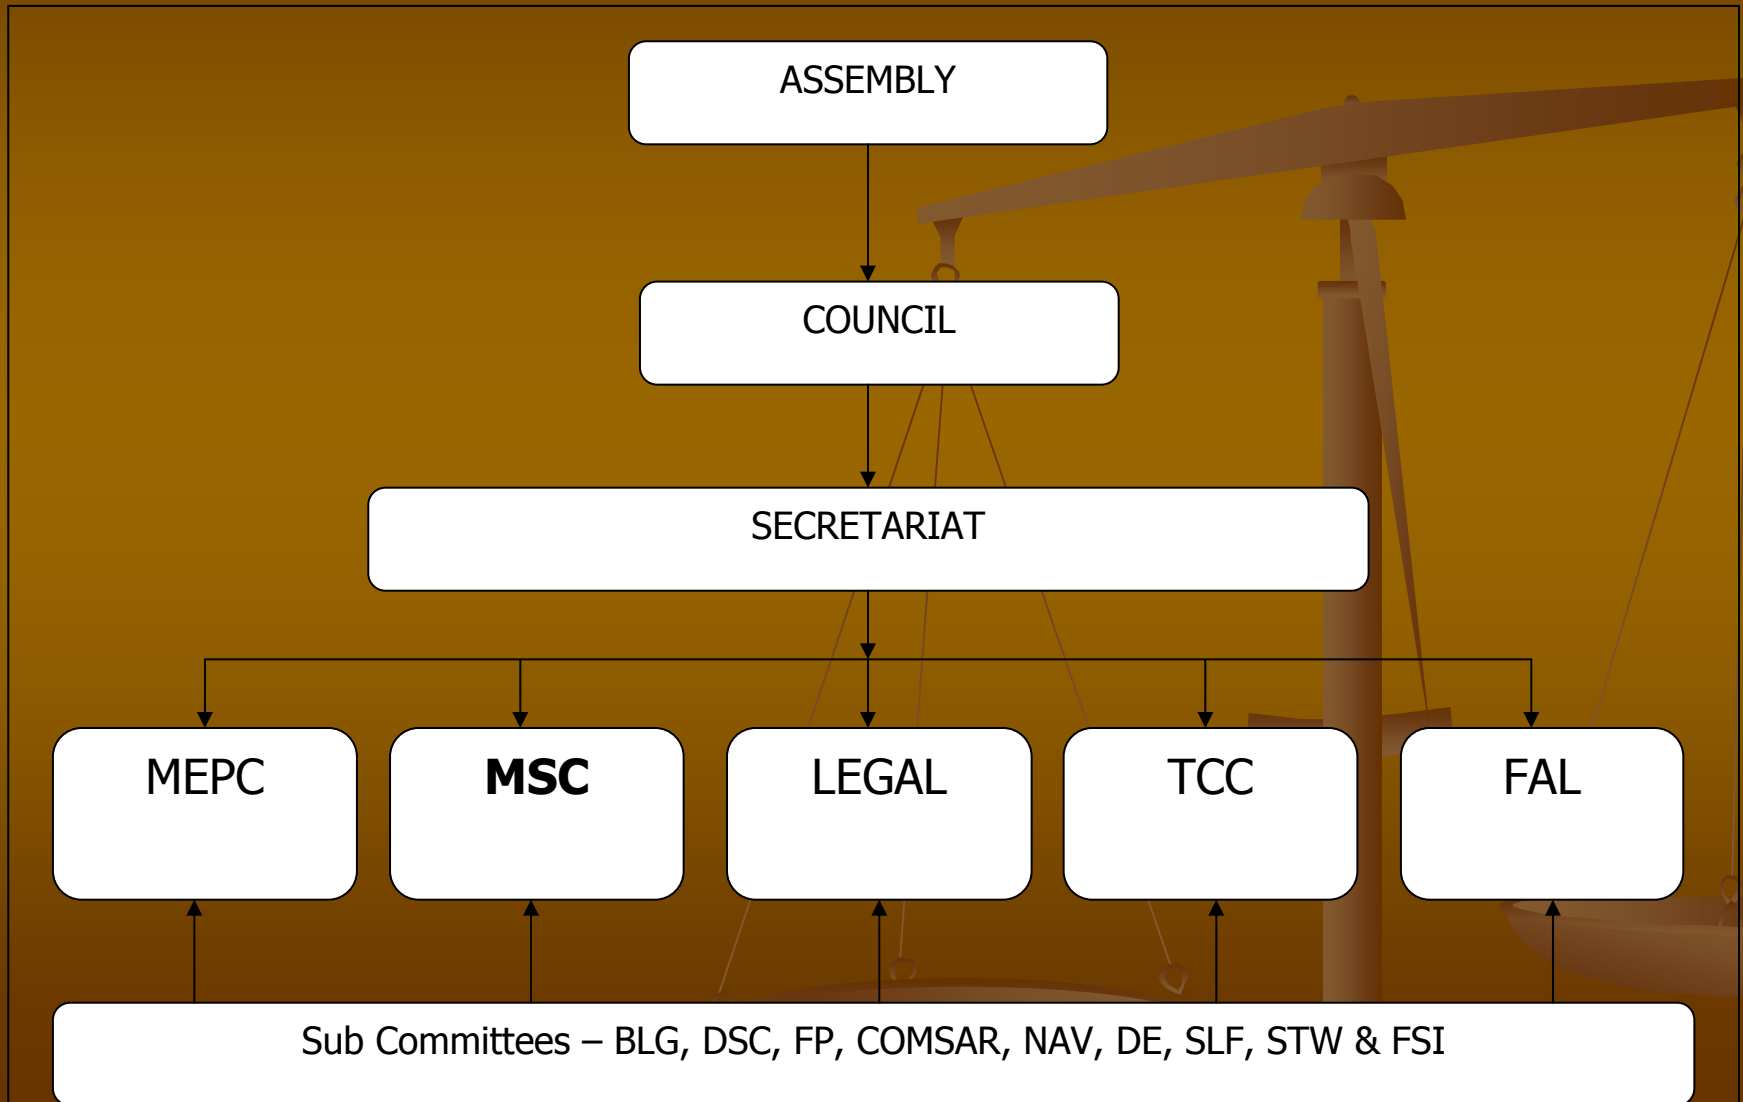 ASSEMBLY
COUNCIL
SECRETARIAT
MEPC
MSC
LEGAL
TCC
FAL
Sub Committees – BLG, DSC, FP, COMSAR, NAV, DE, SLF, STW & FSI